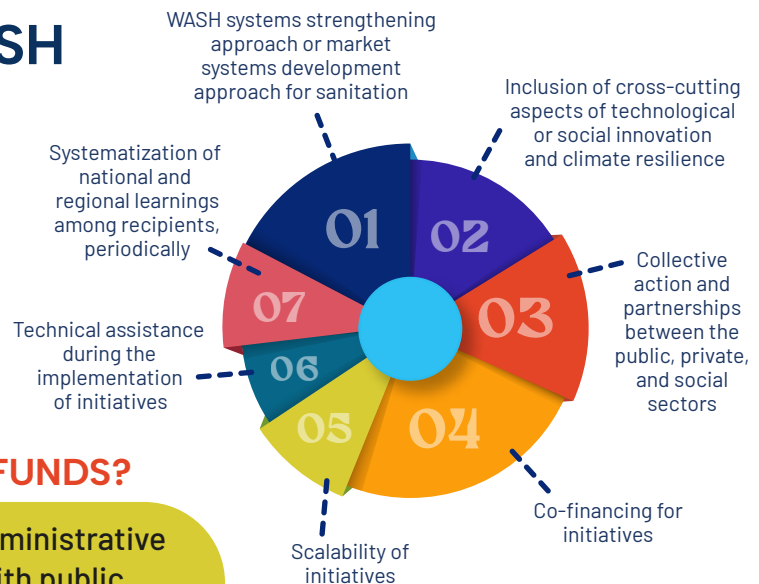 SH
WASH systems strengthening
approach or market
systems development
approach for sanitation
Inclusion of cross-cutting
aspects of technological
or social innovation
and climate resilience
Collective
action and
partnerships
between the
public, private,
and social
sectors
Co-financing for
initiatives
Scalability of
initiatives
Technical assistance
during the
implementation
of initiatives
Systematization of
national and
regional learnings
among recipients,
periodically
01
02
03
04
05
06
07
FUNDS?
ministrative
ith public